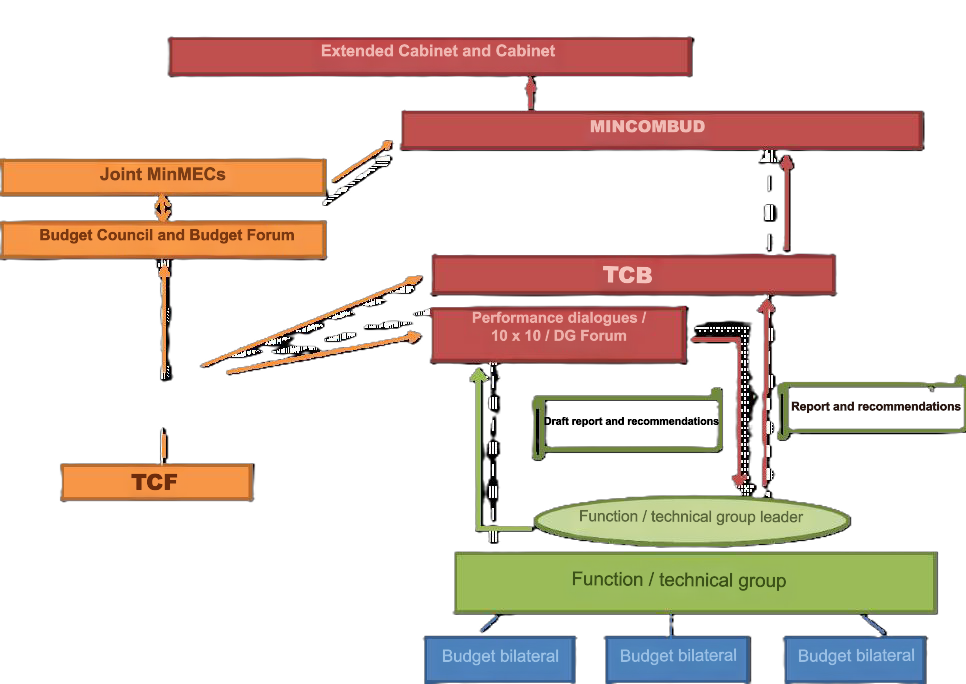 Extended Cabinet and Cabinet
MINCOMBUD
Joint MinMECs
Budget Council and Budget Forum
TCB
Performance dialogues /
10 x 10 / DG Forum
Draft report and recommendations
Report and recommendations
TCF
Function / technical group leader
Function / technical group
Budget bilateral
Budget bilateral
Budget bilateral